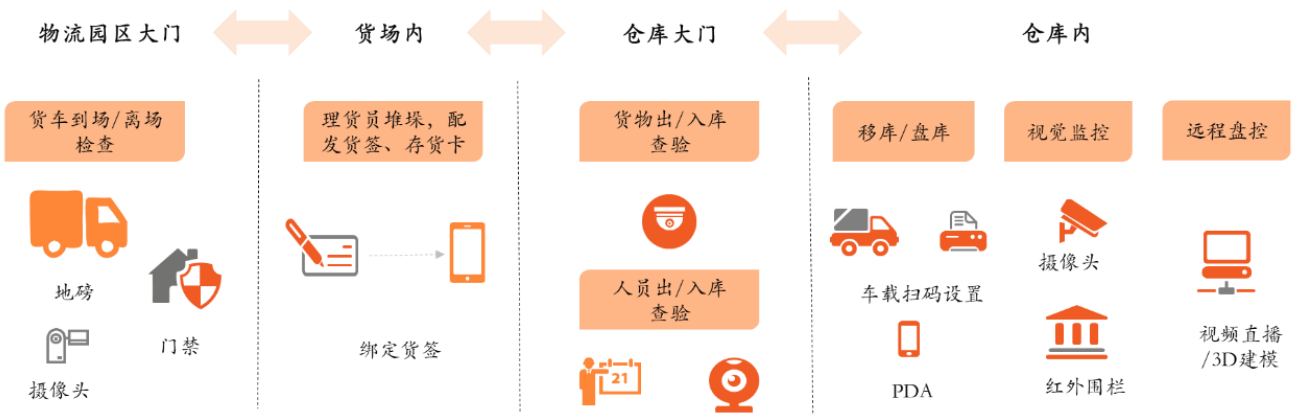 物流园区大门
货场内
仓库大门
仓库内
货车到场/离场
检查
理货员堆垛，配
发货签、存货卡
货物出/入库
查验
移库/盘库
视觉监控
远程盘控
地磅
门禁
摄像头
绑定货签
人员出/入库
查验
21
车载扫码设置
PDA
摄像头
红外围栏
视频直播
/3D建模